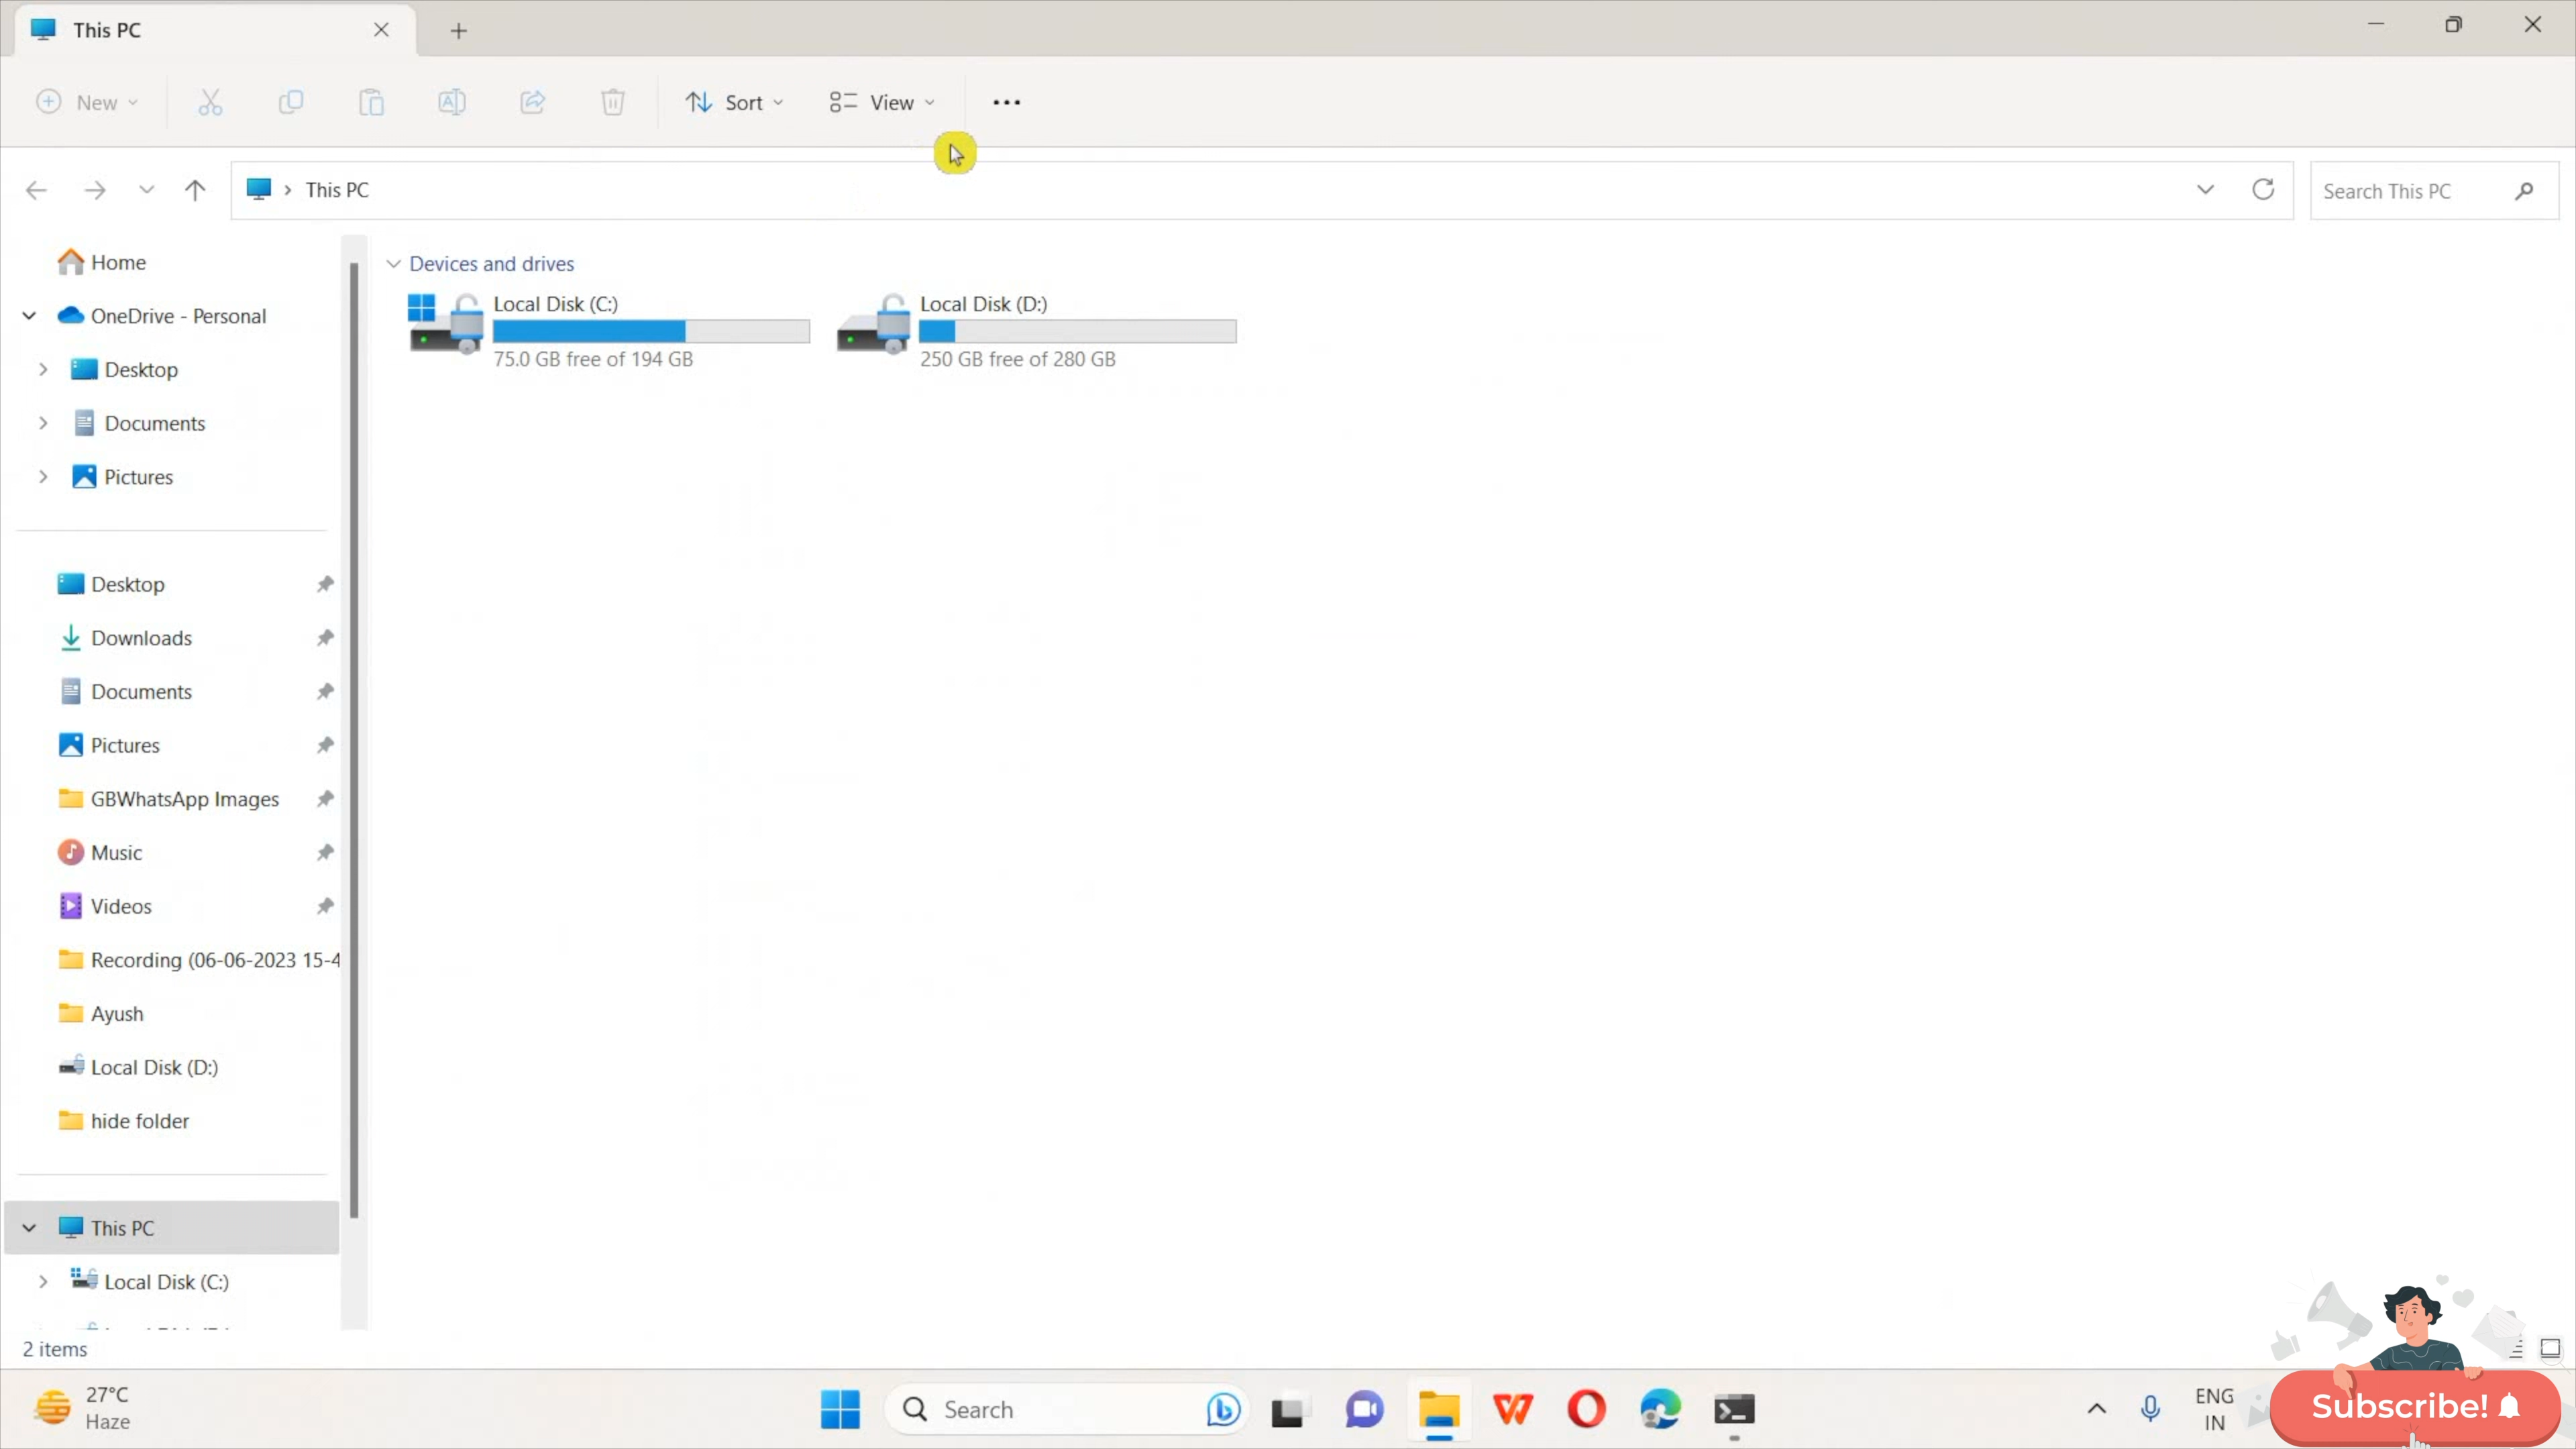 This PC
New
Sort
View
This PC
Search This PC
Home
OneDrive - Personal
Desktop
Documents
Pictures
Desktop
Downloads
Documents
Pictures
GBWhatsApp Images
Music
Videos
Recording (06-06-2023 15-4
Ayush
Local Disk (D:)
hide folder
This PC
Local Disk (C:)
Devices and drives
Local Disk (C:)
75.0 GB free of 194 GB
Local Disk (D:)
250 GB free of 280 GB
2 items
27°C
Haze
Search
ENG
IN
Subscribe!